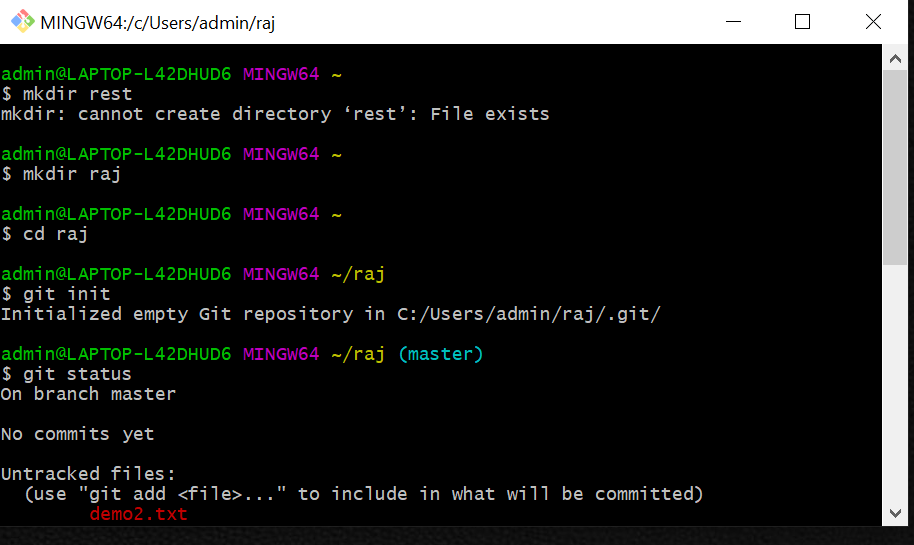 MINGW64:/c/Users/admin/raj
admin@LAPTOP-L42DHUD6 MINGW64 ~
$ mkdir rest
mkdir: cannot create directory ‘rest’: File exists
admin@LAPTOP-L42DHUD6 MINGW64 ~
$ mkdir raj
admin@LAPTOP-L42DHUD6 MINGW64 ~
$ cd raj
admin@LAPTOP-L42DHUD6 MINGW64 ~/raj
$ git init
Initialized empty Git repository in C:/Users/admin/raj/.git/
admin@LAPTOP-L42DHUD6 MINGW64 ~/raj (master)
$ git status
On branch master
No commits yet
Untracked files:
(use "git add <file>..." to include in what will be committed)
demo2.txt